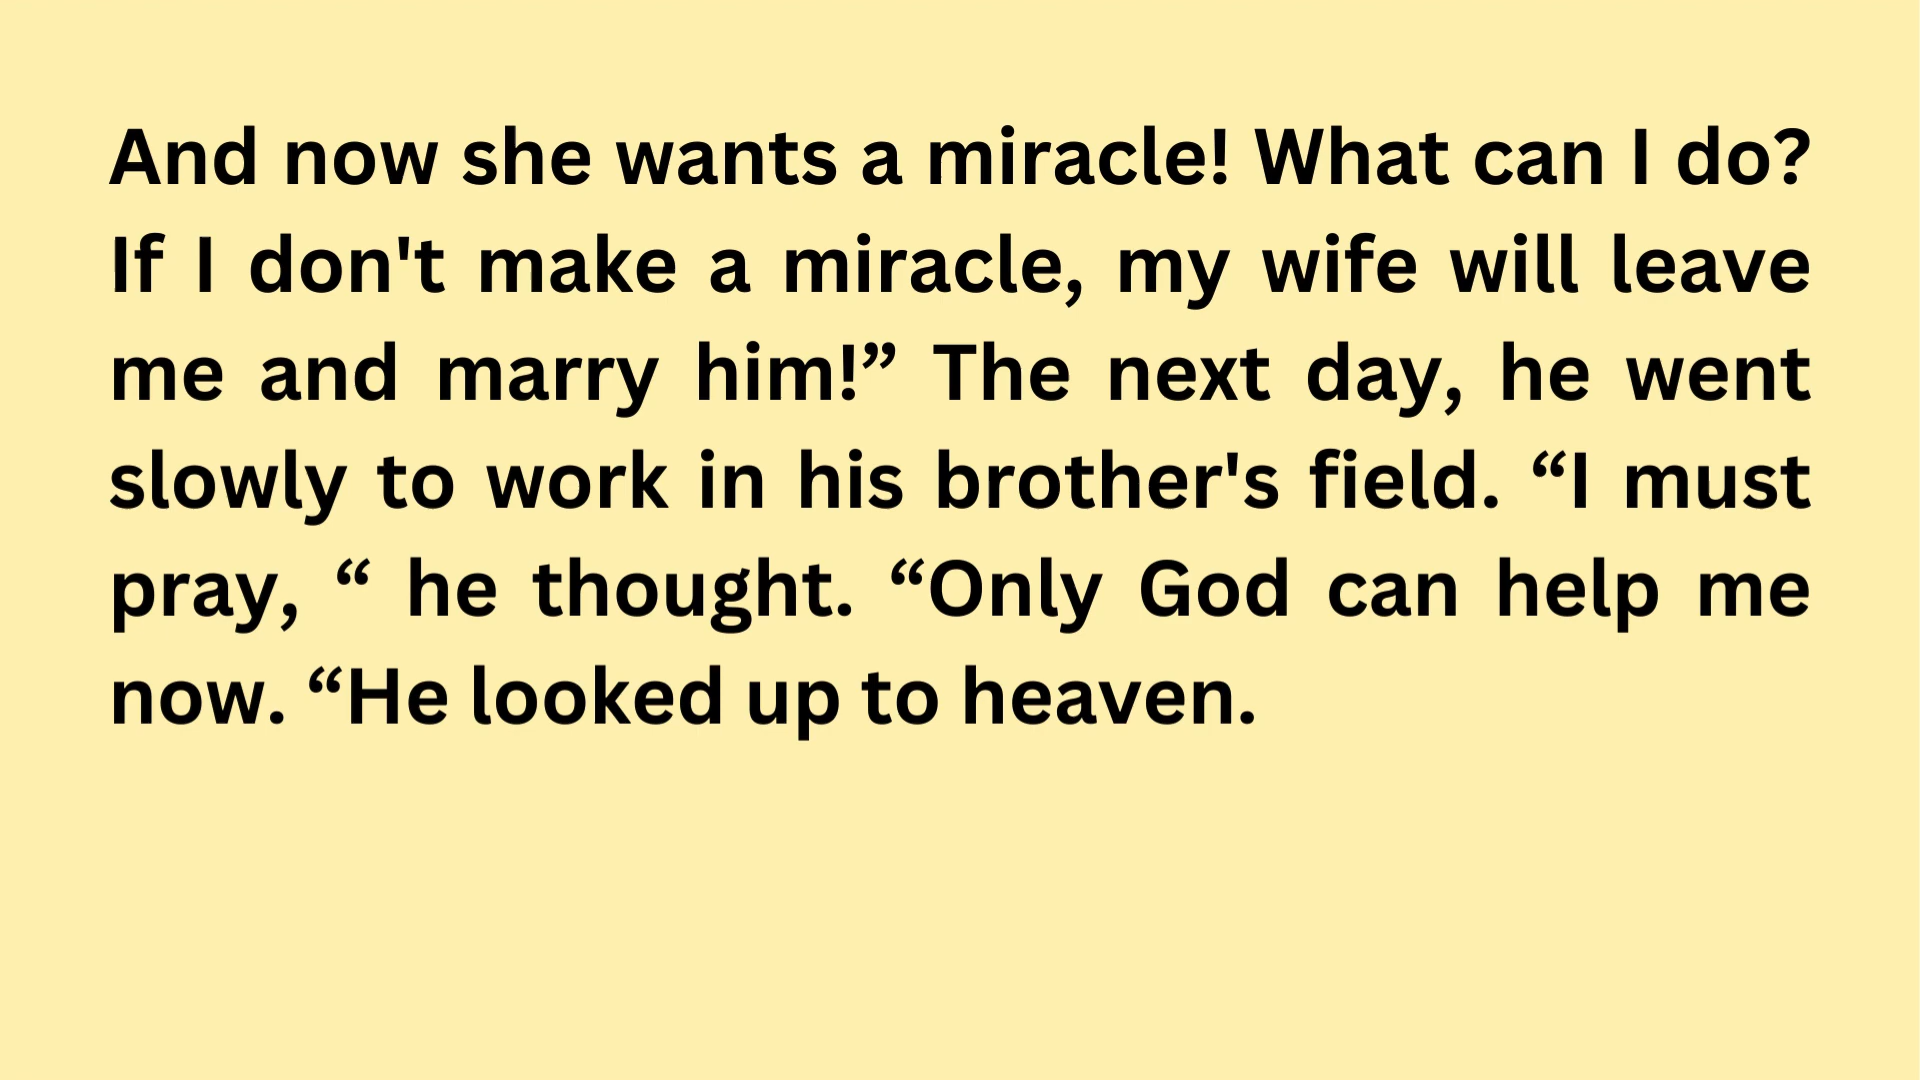 And now she wants a miracle! What can I do?
If I don't make a miracle, my wife will leave
me and marry him!” The next day, he went
slowly to work in his brother's field. “I must
pray, “ he thought. “Only God can help me
now. “He looked up to heaven.